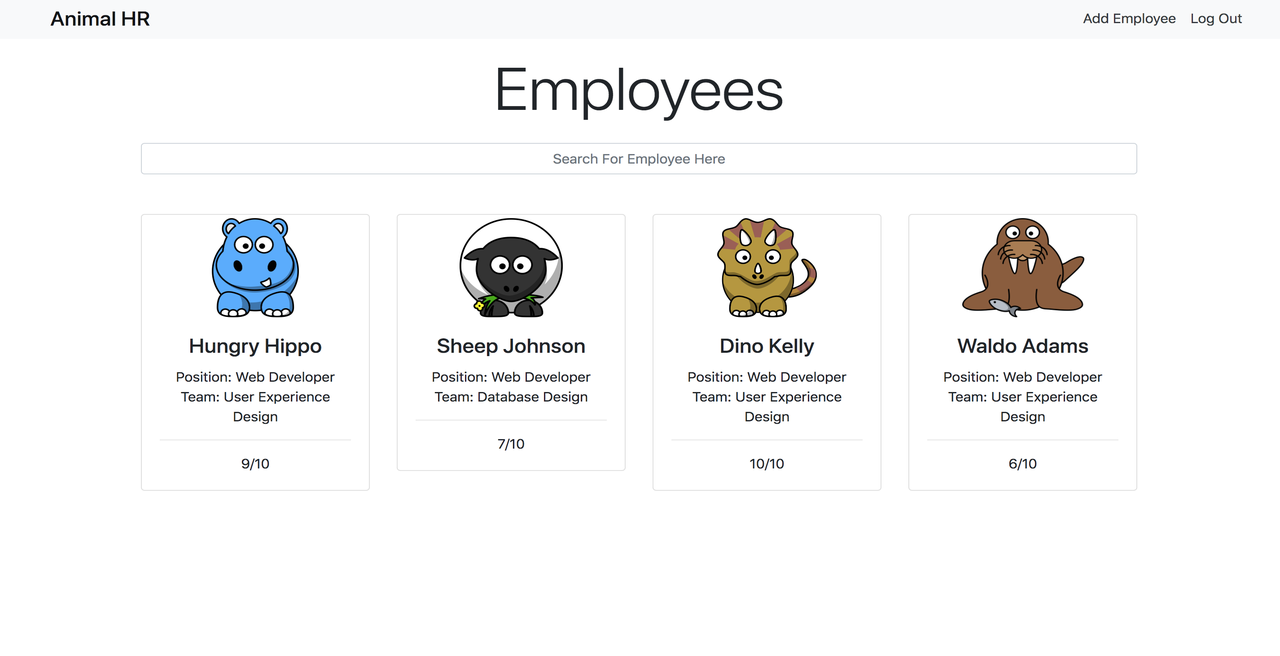 Animal HR
Add Employee
Log Out
Employees
Search For Employee Here
Hungry Hippo
Position: Web Developer
Team: User Experience
Design
9/10
Sheep Johnson
Position: Web Developer
Team: Database Design
7/10
Dino Kelly
Position: Web Developer
Team: User Experience
Design
10/10
Waldo Adams
Position: Web Developer
Team: User Experience
Design
6/10